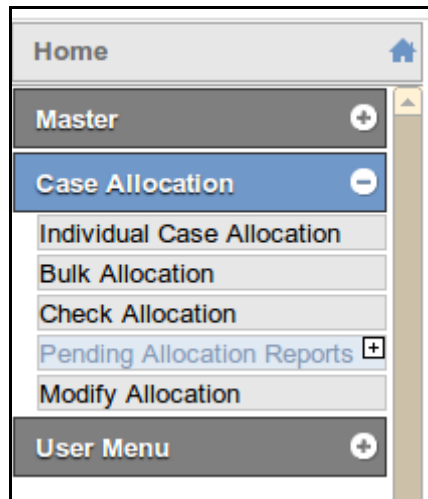 Home
Master
Case Allocation
Individual Case Allocation
Bulk Allocation
Check Allocation
Pending Allocation Reports
Modify Allocation
User Menu